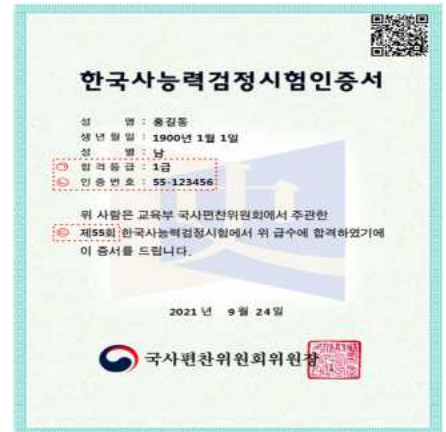 한국사능력검정시험인증서
성 명 : 홍길동
생 년 월 일 : 1900년 1월 1일
성 별 : 남
㉠ 합 격 등 급 : 1급
㉡ 인 증 번 호 : 55-123456
위 사람은 교육부 국사편찬위원회에서 주관한
㉢ 제55회 한국사능력검정시험에서 위 급수에 합격하였기에
이 증서를 드립니다.
2021 년 9 월 24 일
국사편찬위원회위원장